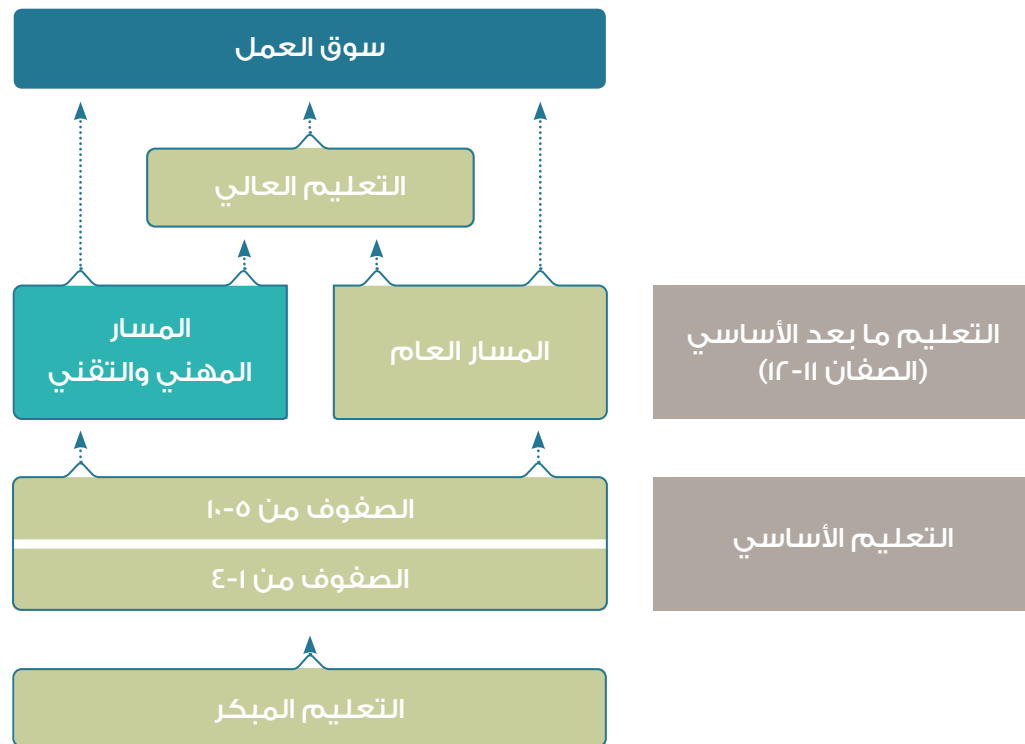 سوق العمل
التعليم العالي
المسار العام
المسار
المهني والتقني
التعليم ما بعد الأساسي
(الصفان ١١-١٢)
الصفوف من ٥-١٠
الصفوف من ١-٤
التعليم الأساسي
التعليم المبكر